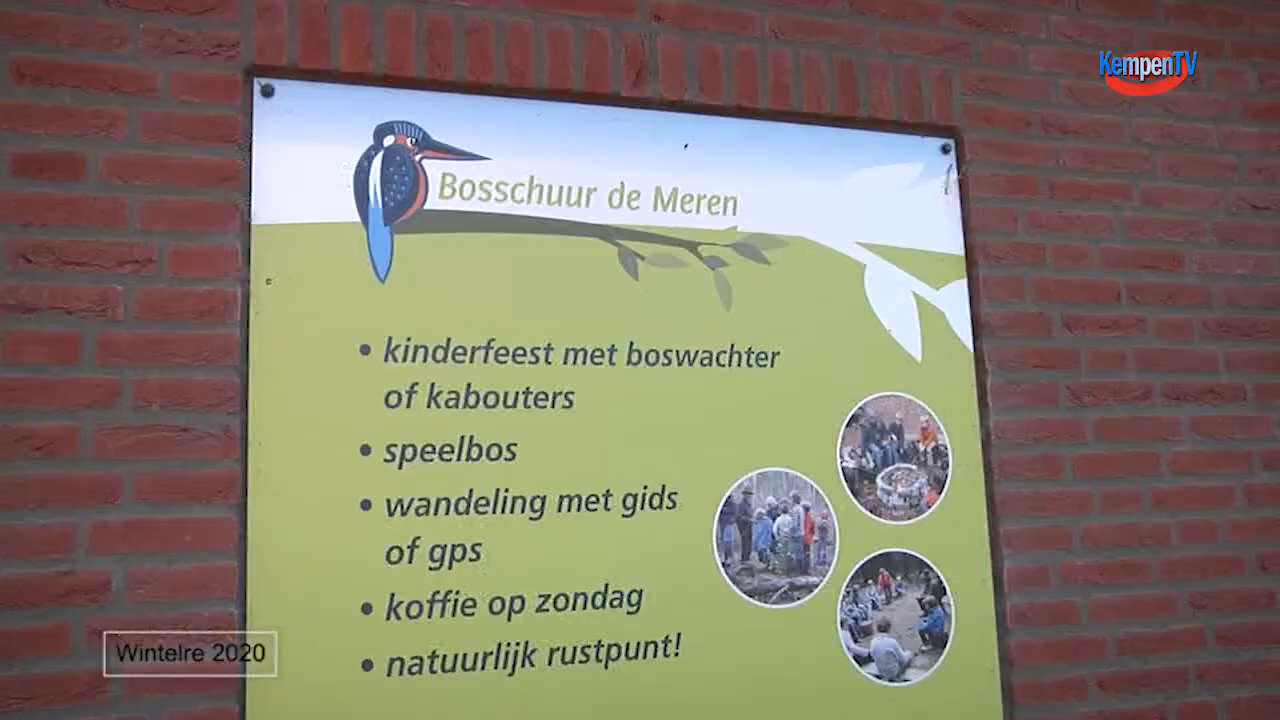 KempenTV
Bosschuur de Meren
• kinderfeest met boswachter
of kabouters
• speelbos
• wandeling met gids
of gps
• koffie op zondag
• natuurlijk rustpunt!
Wintelre 2020